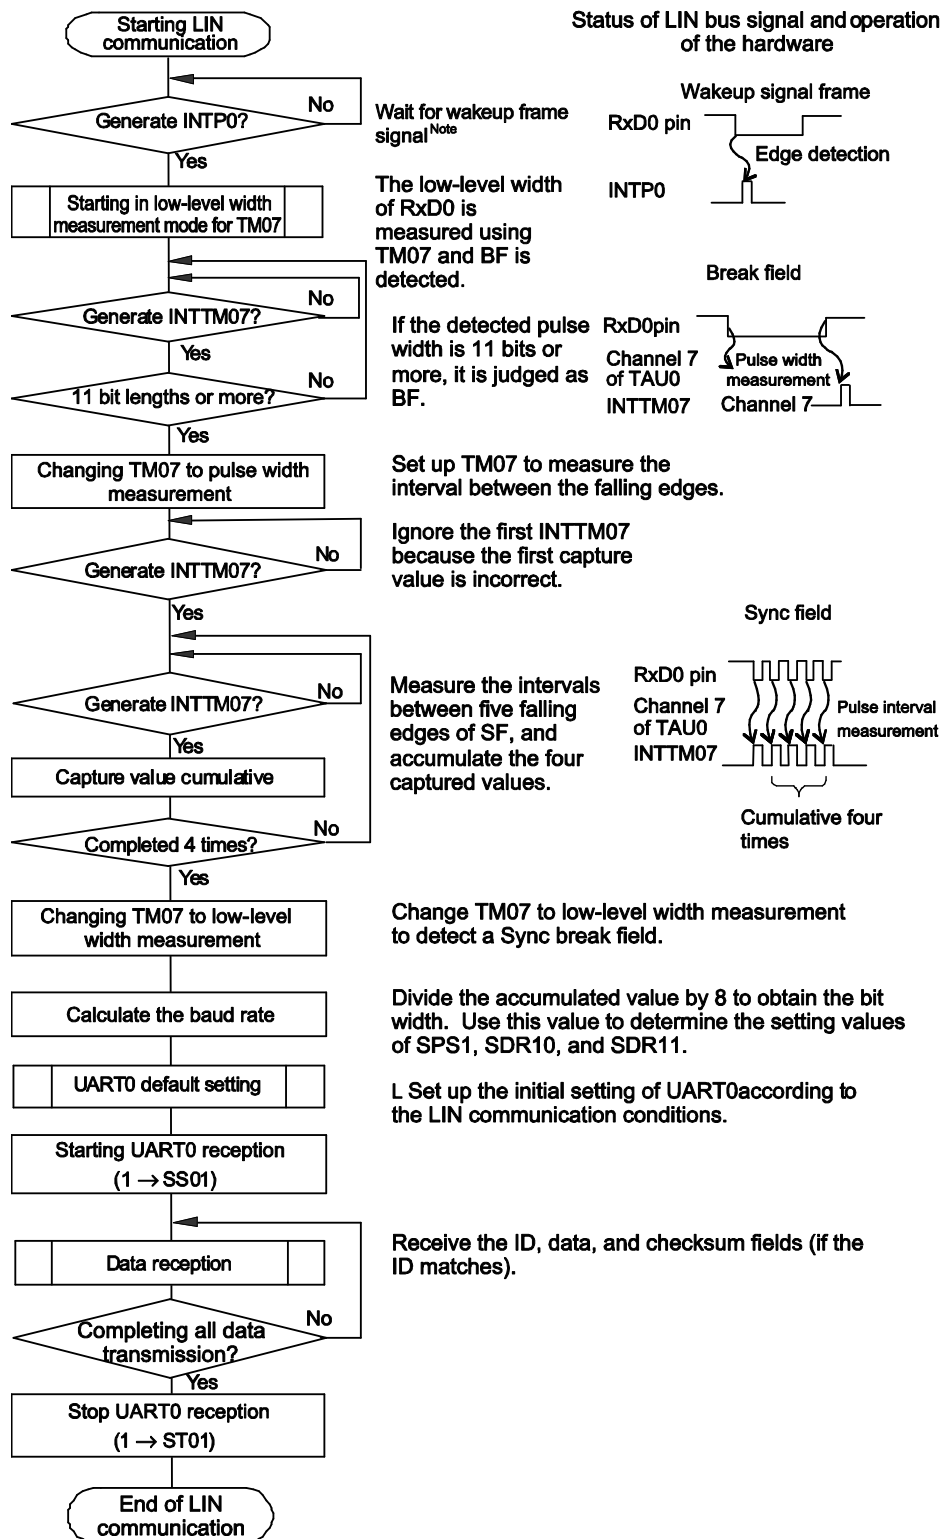 Starting LIN
communication
Status of LIN bus signal and operation
of the hardware
No
Generate INTP0?
Yes
Wait for wakeup frame
signal Note
Wakeup signal frame
RxD0 pin
Edge detection
INTP0
Starting in low-level width
measurement mode for TM07
The low-level width
of RxD0 is
measured using
TM07 and BF is
detected.
No
Generate INTTM07?
Yes
No
11 bit lengths or more?
Yes
If the detected pulse
width is 11 bits or
more, it is judged as
BF.
Break field
RxD0pin
Channel 7
of TAU0
INTTM07
Pulse width
measurement
Channel 7
Changing TM07 to pulse width
measurement
Set up TM07 to measure the
interval between the falling edges.
No
Generate INTTM07?
Yes
Ignore the first INTTM07
because the first capture
value is incorrect.
Sync field
RxD0 pin
Channel 7
of TAU0
INTTM07
Pulse interval
measurement
Cumulative four
times
Generate INTTM07?
No
Yes
Measure the intervals
between five falling
edges of SF, and
accumulate the four
captured values.
Capture value cumulative
No
Completed 4 times?
Yes
Changing TM07 to low-level
width measurement
Change TM07 to low-level width measurement
to detect a Sync break field.
Calculate the baud rate
Divide the accumulated value by 8 to obtain the bit
width. Use this value to determine the setting values
of SPS1, SDR10, and SDR11.
UART0 default setting
L Set up the initial setting of UART0according to
the LIN communication conditions.
Starting UART0 reception
(1 → SS01)
Data reception
Receive the ID, data, and checksum fields (if the
ID matches).
No
Completing all data
transmission?
Yes
Stop UART0 reception
(1 → ST01)
End of LIN
communication